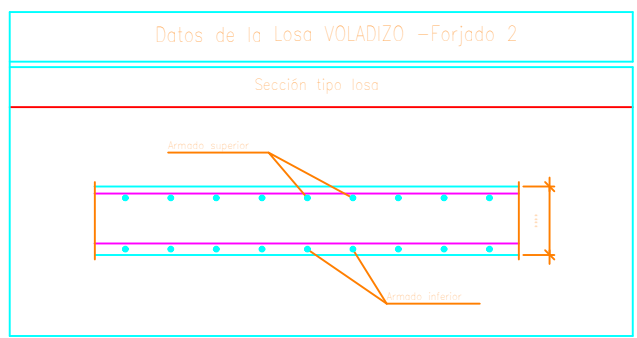 Datos de la Losa VOLADIZO -Forjado 2
Sección tipo losa
Armado superior
Armado inferior